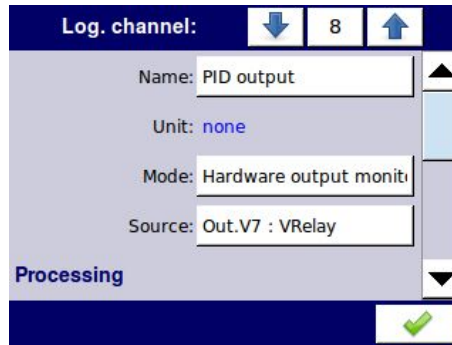 Log. channel: 8
Name: PID output
Unit: none
Mode: Hardware output monit
Source: Out.V7 : VRelay
Processing